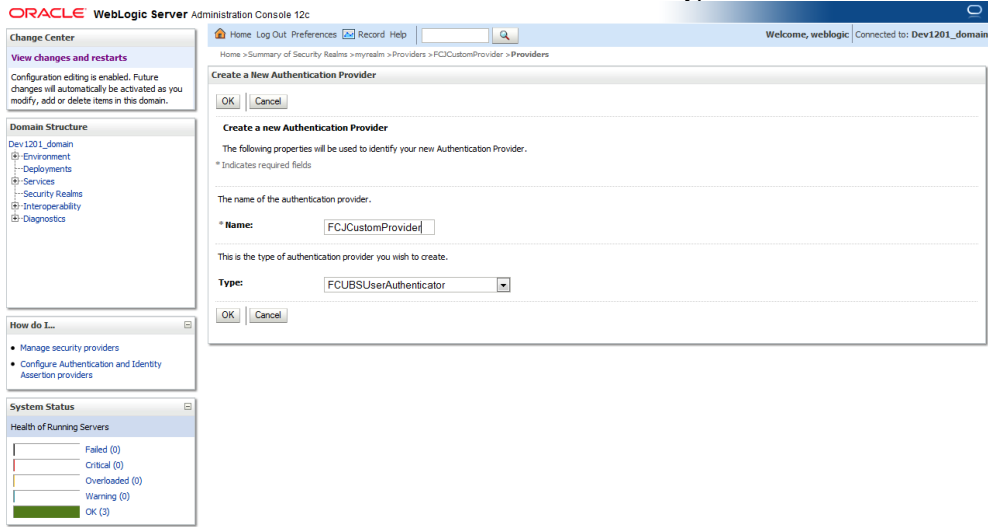 ORACLE WebLogic Server Administration Console 12c
Change Center
View changes and restarts
Configuration editing is enabled. Future
changes will automatically be activated as you
modify, add or delete items in this domain.
Domain Structure
Dev1201_domain
Environment
Deployments
Services
Security Realms
Interoperability
Diagnostics
How do I...
Manage security providers
Configure Authentication and Identity
Assertion providers
System Status
Health of Running Servers
Failed (0)
Critical (0)
Overloaded (0)
Warning (0)
OK (3)
Home Log Out Preferences Record Help
Welcome, weblogic Connected to: Dev1201_domain
Home >Summary of Security Realms >myrealm >Providers >FCJCustomProvider >Providers
Create a New Authentication Provider
OK Cancel
Create a new Authentication Provider
The following properties will be used to identify your new Authentication Provider.
* Indicates required fields
The name of the authentication provider.
* Name: FCJCustomProvider
This is the type of authentication provider you wish to create.
Type: FCUBSUserAuthenticator
OK Cancel